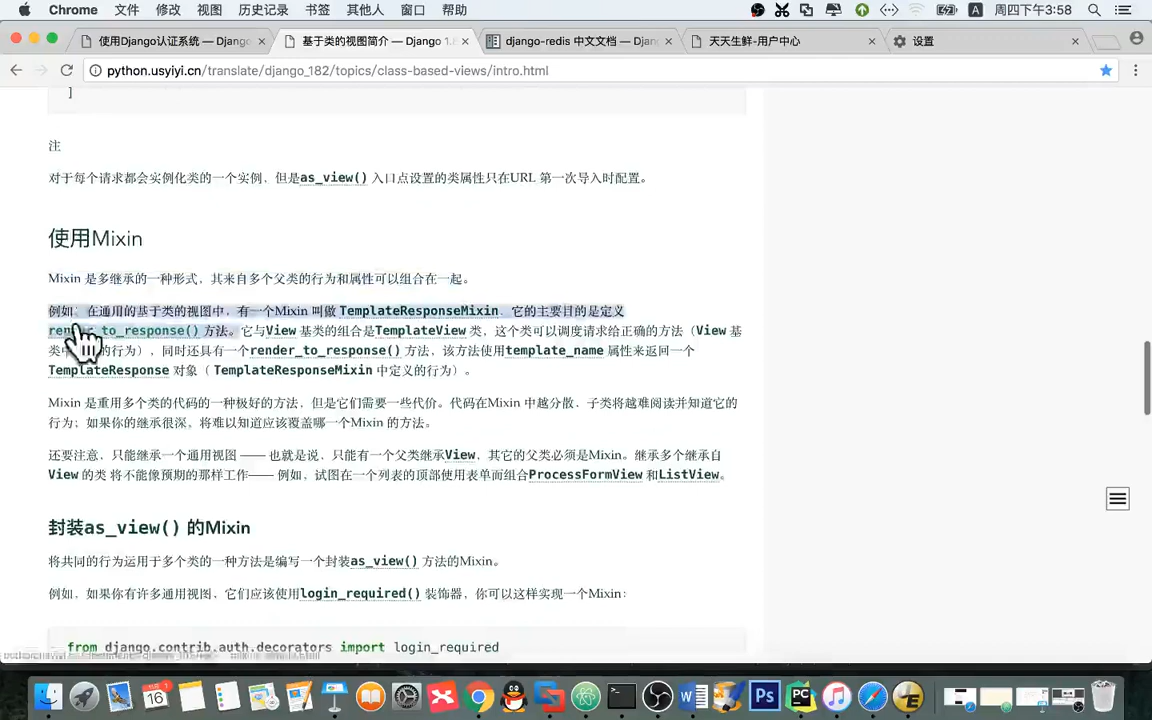 Chrome 文件 修改 视图 历史记录 书签 其他人 窗口 帮助 周四下午3:58
使用Django认证系统 — Django 基于类的视图简介 — Django 1. django-redis 中文文档 — Djang 天天生鲜-用户中心 设置
python.usyiyi.cn/translate/django_182/topics/class-based-views/intro.html
]
注
对于每个请求都会实例化类的一个实例，但是as_view() 入口点设置的类属性只在URL 第一次导入时配置。
使用Mixin
Mixin 是多继承的一种形式，其来自多个父类的行为和属性可以组合在一起。
例如，在通用的基于类的视图中，有一个Mixin 叫做 TemplateResponseMixin，它的主要目的是定义
render_to_response() 方法。它与View 基类的组合是TemplateView 类，这个类可以调度请求给正确的方法（View 基
类中 的行为），同时还具有一个render_to_response() 方法，该方法使用template_name 属性来返回一个
TemplateResponse 对象（ TemplateResponseMixin 中定义的行为）。
Mixin 是重用多个类的代码的一种极好的方法，但是它们需要一些代价。代码在Mixin 中越分散，子类将越难阅读并知道它的
行为；如果你的继承很深，将难以知道应该覆盖哪一个Mixin 的方法。
还要注意，只能继承一个通用视图 —— 也就是说，只能有一个父类继承View，其它的父类必须是Mixin。继承多个继承自
View 的类 将不能像预期的那样工作—— 例如，试图在一个列表的顶部使用表单而组合ProcessFormView 和ListView。
封装as_view() 的Mixin
将共同的行为运用于多个类的一种方法是编写一个封装as_view() 方法的Mixin。
例如，如果你有许多通用视图，它们应该使用login_required() 装饰器，你可以这样实现一个Mixin：
from django.contrib.auth.decorators import login_required